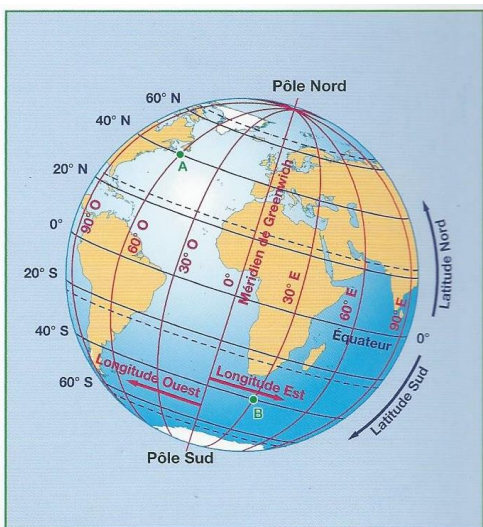 Pôle Nord
60° N
40° N
A
20° N
0°
90° O
60° O
30° O
0°
Méridien de Greenwich
30° E
60° E
90° E
Latitude Nord
20° S
Équateur
0°
40° S
60° S
Longitude Ouest
Longitude Est
B
Latitude Sud
Pôle Sud